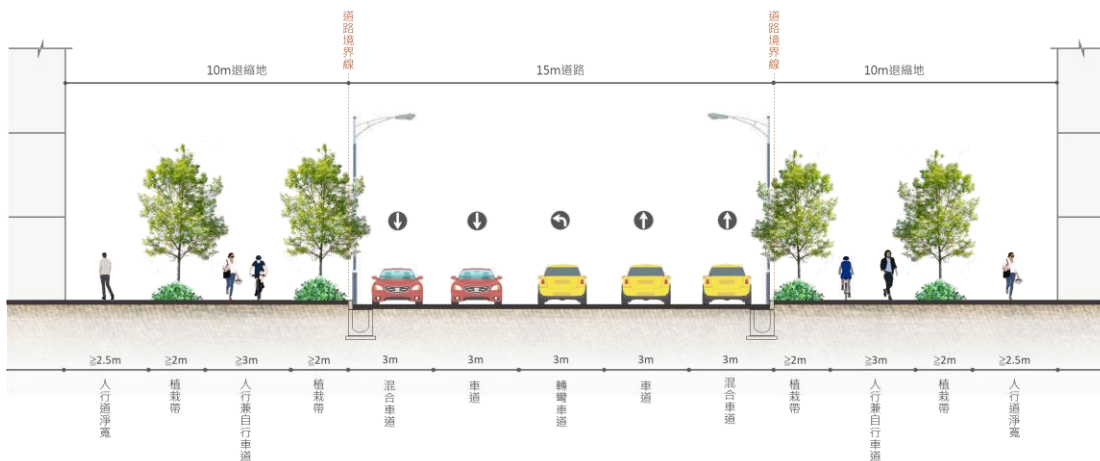 道路境界線
道路境界線
10m退縮地
15m道路
10m退縮地
≧2.5m
≧2m
≧3m
≧2m
3m
3m
3m
3m
3m
≧2m
≧3m
≧2m
≧2.5m
人行道淨寬
植栽帶
人行兼自行車道
植栽帶
混合車道
車道
轉彎車道
車道
混合車道
植栽帶
人行兼自行車道
植栽帶
人行道淨寬